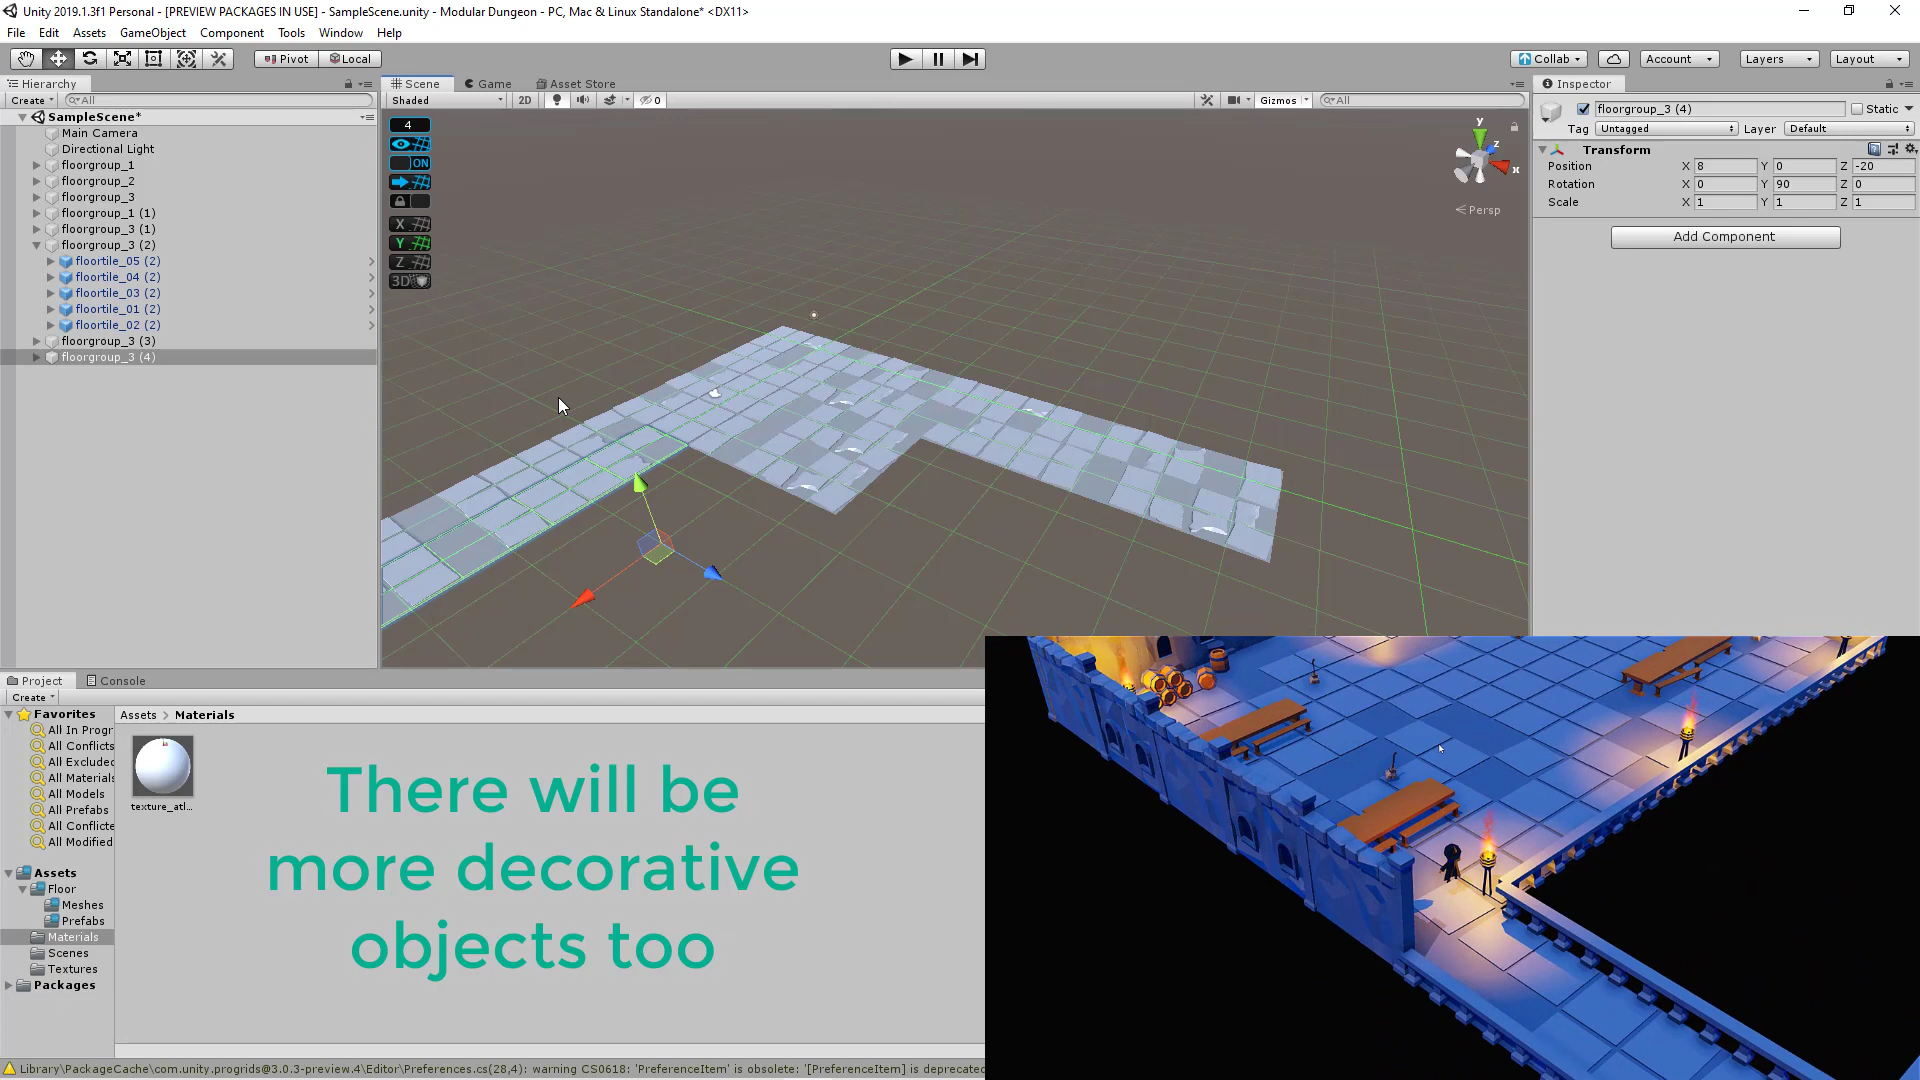 Unity 2019.1.3f1 Personal - [PREVIEW PACKAGES IN USE] - SampleScene.unity - Modular Dungeon - PC, Mac & Linux Standalone* <DX11>
File Edit Assets GameObject Component Tools Window Help
Pivot Local
Collab Account Layers Layout
Hierarchy
Create All
SampleScene*
Main Camera
Directional Light
floorgroup_1
floorgroup_2
floorgroup_3
floorgroup_1 (1)
floorgroup_3 (1)
floorgroup_3 (2)
floortile_05 (2)
floortile_04 (2)
floortile_03 (2)
floortile_01 (2)
floortile_02 (2)
floorgroup_3 (3)
floorgroup_3 (4)
Scene Game Asset Store
Shaded 2D 0 Gizmos All
4
ON
X
Y
Z
3D
y
z
x
Persp
Inspector
floorgroup_3 (4) Static
Tag Untagged Layer Default
Transform
Position X 8 Y 0 Z -20
Rotation X 0 Y 90 Z 0
Scale X 1 Y 1 Z 1
Add Component
Project Console
Create
Favorites
All In Progr
All Conflicts
All Excluded
All Materials
All Models
All Prefabs
All Conflicte
All Modified
Assets
Floor
Meshes
Prefabs
Materials
Scenes
Textures
Packages
Assets > Materials
texture_atl...
There will be
more decorative
objects too
Library\PackageCache\com.unity.progrids@3.0.3-preview.4\Editor\Preferences.cs(28,4): warning CS0618: 'PreferenceItem' is obsolete: '[PreferenceItem] is deprecated